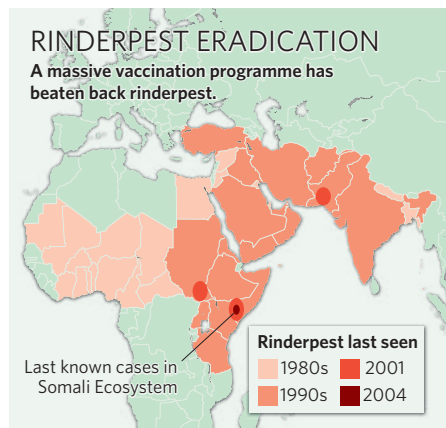 RINDERPEST ERADICATION
A massive vaccination programme has
beaten back rinderpest.
Last known cases in
Somali Ecosystem
Rinderpest last seen
1980s
2001
1990s
2004